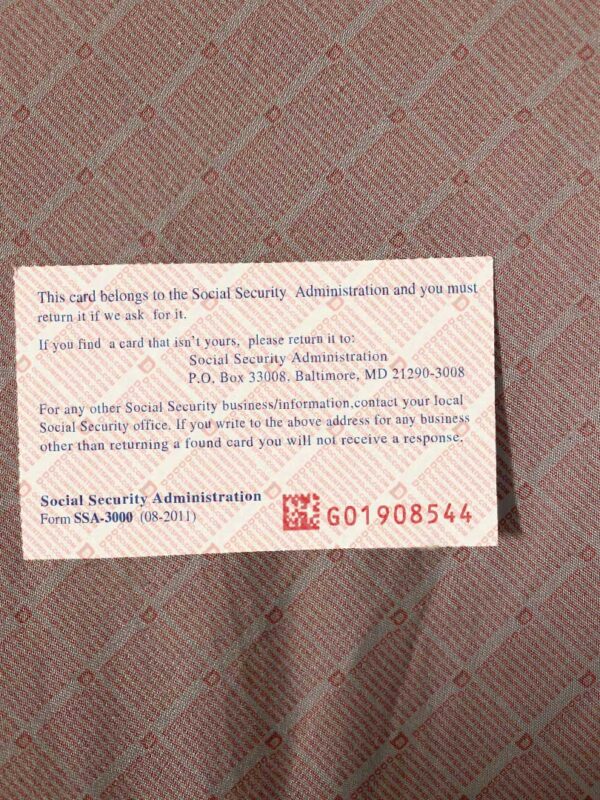 This card belongs to the Social Security Administration and you must
return it if we ask for it.
If you find a card that isn't yours, please return it to:
Social Security Administration
P.O. Box 33008, Baltimore, MD 21290-3008
For any other Social Security business/information,contact your local
Social Security office. If you write to the above address for any business
other than returning a found card you will not receive a response.
Social Security Administration
Form SSA-3000 (08-2011)
G01908544